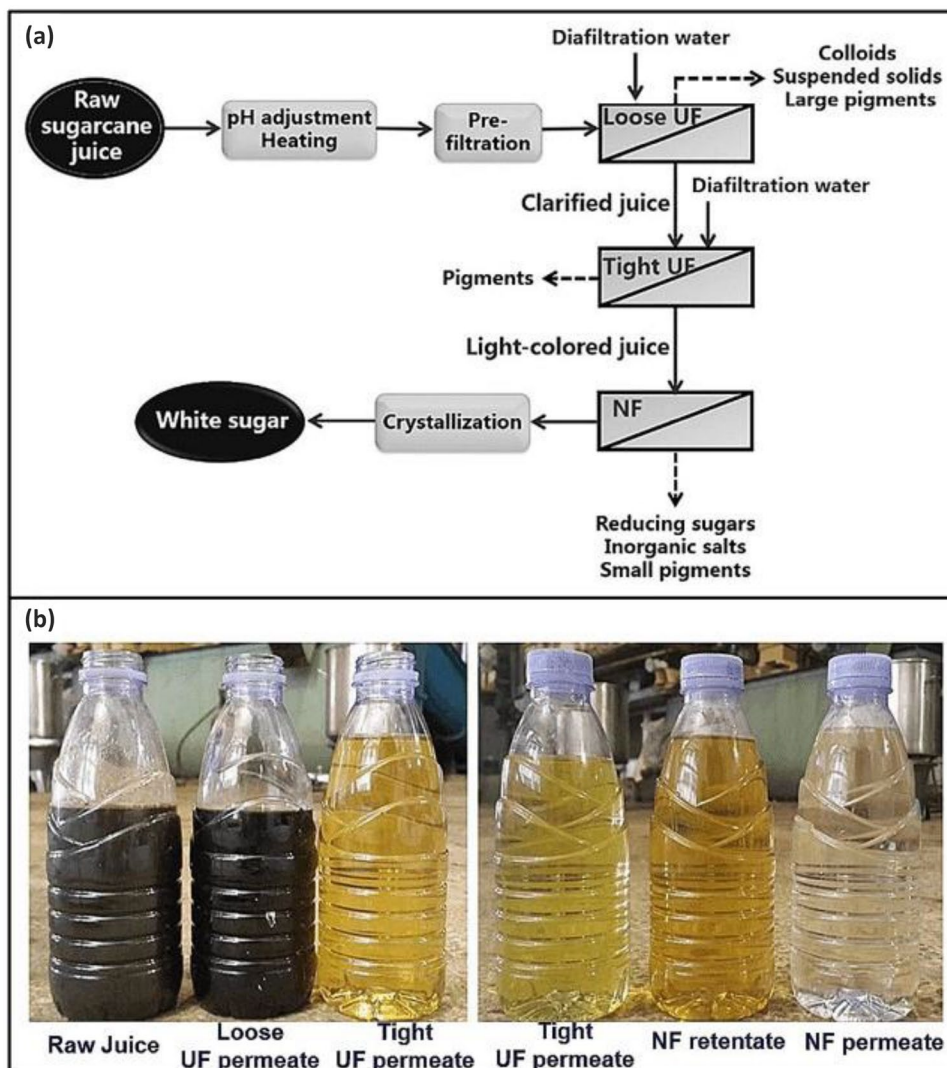 (a)
Diafiltration water
Colloids
Suspended solids
Large pigments
Raw
sugarcane
juice
pH adjustment
Heating
Pre-
filtration
Loose UF
Clarified juice
Diafiltration water
Pigments
Tight UF
Light-colored juice
White sugar
Crystallization
NF
Reducing sugars
Inorganic salts
Small pigments
(b)
Raw Juice
Loose
UF permeate
Tight
UF permeate
Tight
UF permeate
NF retentate
NF permeate